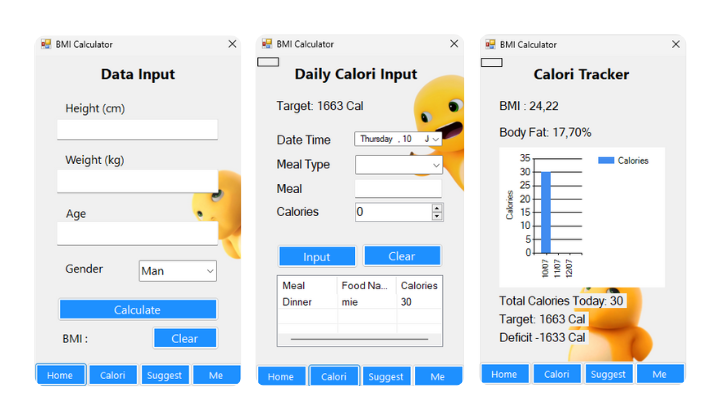 BMI Calculator
Data Input
Height (cm)
Weight (kg)
Age
Gender Man
Calculate
BMI : Clear
Home Calori Suggest Me
BMI Calculator
Daily Calori Input
Target: 1663 Cal
Date Time Thursday , 10 J
Meal Type
Meal
Calories 0
Input Clear
Meal Food Na... Calories
Dinner mie 30
Home Calori Suggest Me
BMI Calculator
Calori Tracker
BMI : 24,22
Body Fat: 17,70%
Calories
35
30
25
20
15
10
5
0
Calories
10/07 11/07 12/07
Total Calories Today: 30
Target: 1663 Cal
Deficit -1633 Cal
Home Calori Suggest Me